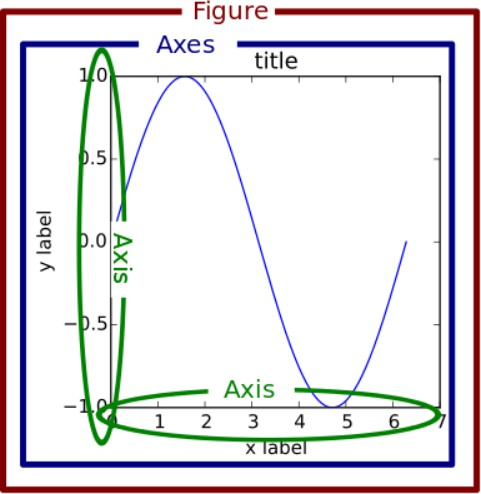 Figure
Axes
title
1.0
0.5
0.0
−0.5
−1.0
y label
Axis
Axis
0 1 2 3 4 5 6 7
x label